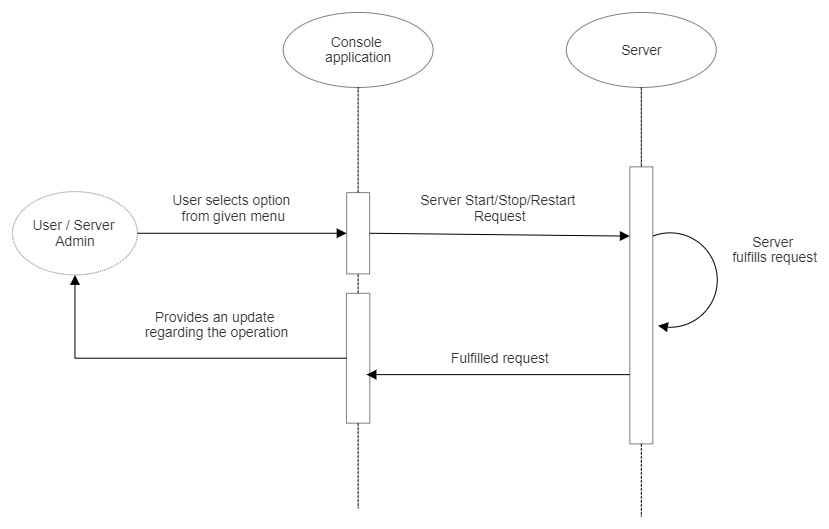 Console
application
Server
User / Server
Admin
User selects option
from given menu
Server Start/Stop/Restart
Request
Server
fulfills request
Provides an update
regarding the operation
Fulfilled request